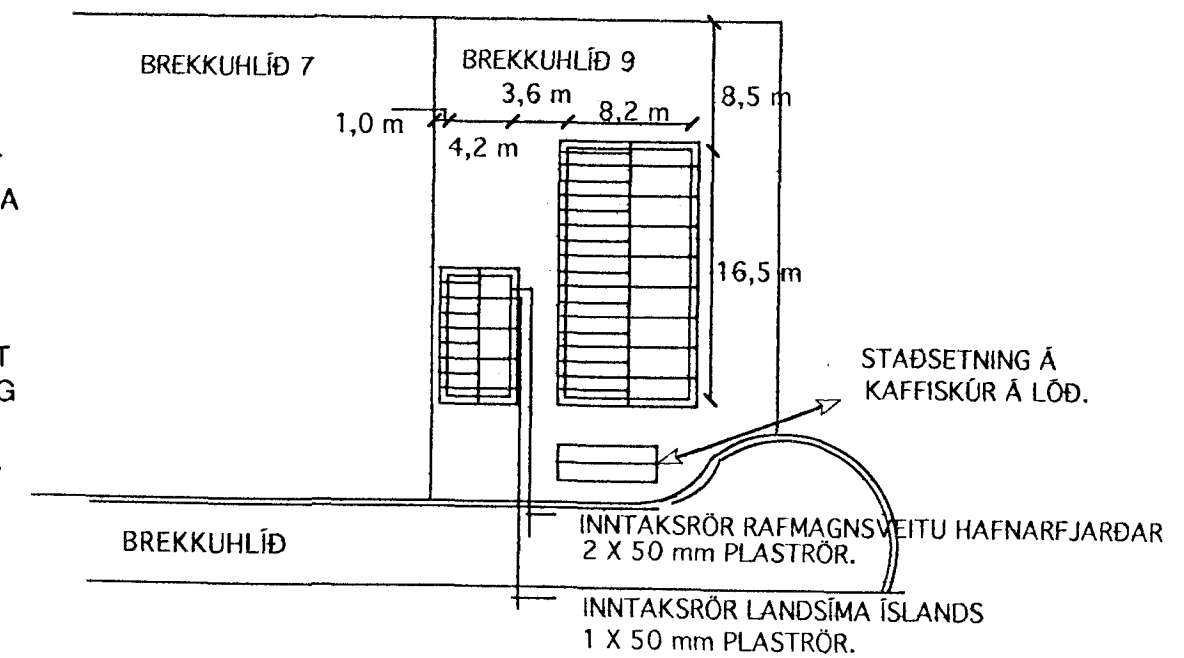 BREKKUHLÍÐ 7
BREKKUHLÍÐ 9
3,6 m
8,5 m
1,0 m
8,2 m
4,2 m
A
16,5 m
T
G
STAÐSETNING Á
KAFFISKÚR Á LÓÐ.
BREKKUHLÍÐ
INNTAKSRÖR RAFMAGNSVEITU HAFNARFJARÐAR
2 X 50 mm PLASTRÖR.
INNTAKSRÖR LANDSÍMA ÍSLANDS
1 X 50 mm PLASTRÖR.